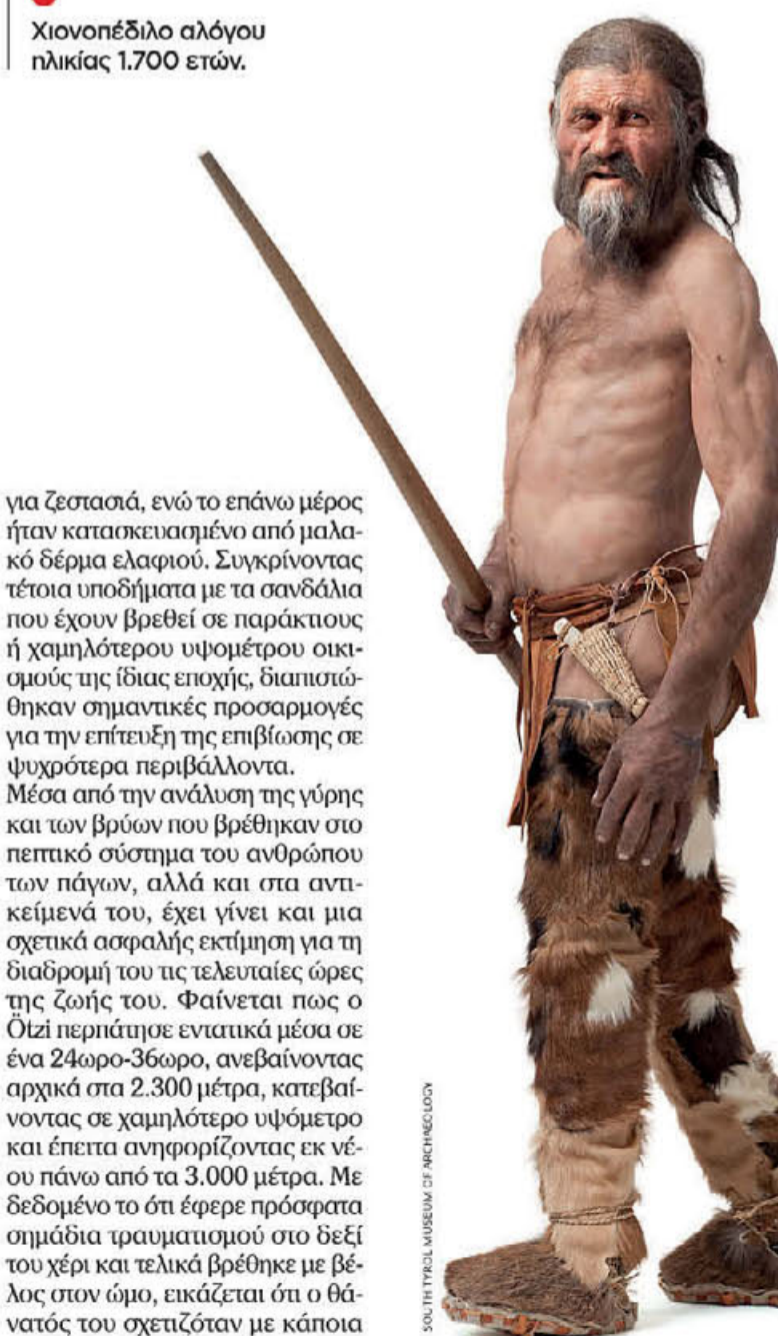 Χιονοπέδιλο αλόγου
ηλικίας 1.700 ετών.
για ζεστασιά, ενώ το επάνω μέρος
ήταν κατασκευασμένο από μαλα-
κό δέρμα ελαφιού. Συγκρίνοντας
τέτοια υποδήματα με τα σανδάλια
που έχουν βρεθεί σε παράκτιους
ή χαμηλότερου υψομέτρου οικι-
σμούς της ίδιας εποχής, διαπιστώ-
θηκαν σημαντικές προσαρμογές
για την επίτευξη της επιβίωσης σε
ψυχρότερα περιβάλλοντα.
Μέσα από την ανάλυση της γύρης
και των βρύων που βρέθηκαν στο
πεπτικό σύστημα του ανθρώπου
των πάγων, αλλά και στα αντι-
κείμενά του, έχει γίνει και μια
σχετικά ασφαλής εκτίμηση για τη
διαδρομή του τις τελευταίες ώρες
της ζωής του. Φαίνεται πως ο
Ötzi περπάτησε εντατικά μέσα σε
ένα 24ωρο-36ωρο, ανεβαίνοντας
αρχικά στα 2.300 μέτρα, κατεβαί-
νοντας σε χαμηλότερο υψόμετρο
και έπειτα ανηφορίζοντας εκ νέ-
ου πάνω από τα 3.000 μέτρα. Με
δεδομένο το ότι έφερε πρόσφατα
σημάδια τραυματισμού στο δεξί
του χέρι και τελικά βρέθηκε με βέ-
λος στον ώμο, εικάζεται ότι ο θά-
νατός του σχετιζόταν με κάποια
SOUTH TYROL MUSEUM OF ARCHAEOLOGY